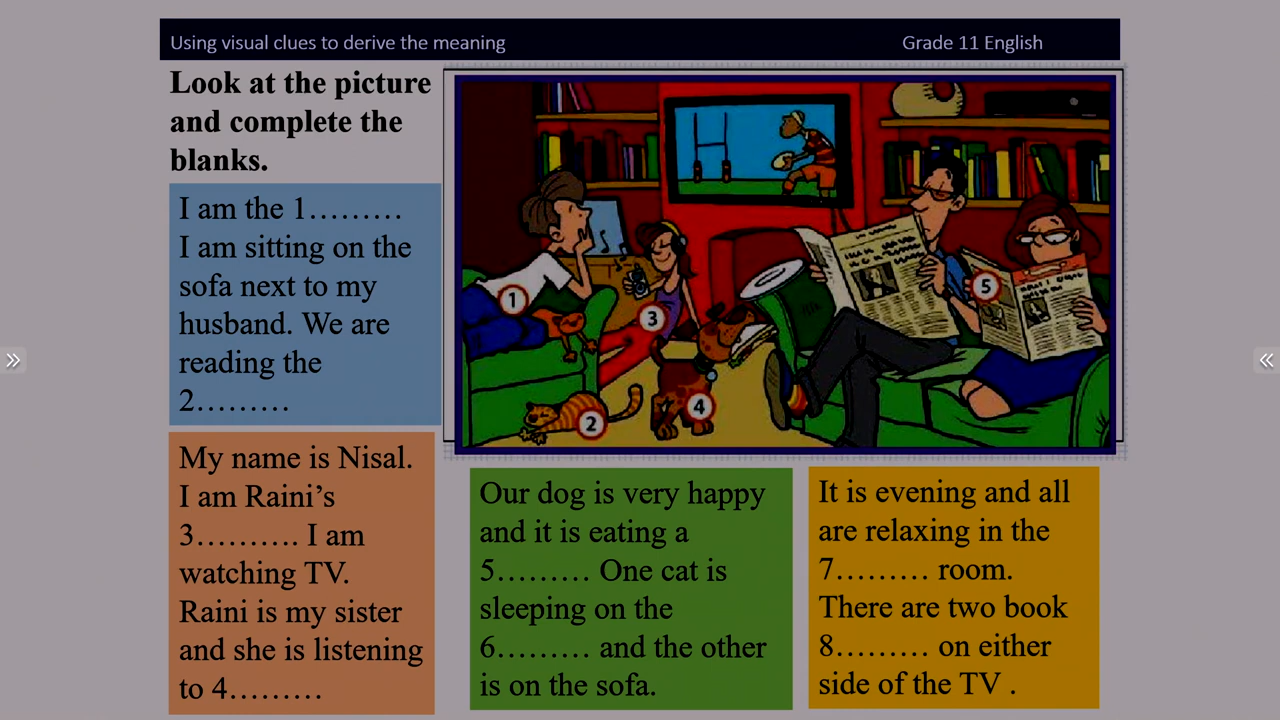 Using visual clues to derive the meaning
Grade 11 English
Look at the picture
and complete the
blanks.
I am the 1.........
I am sitting on the
sofa next to my
husband. We are
reading the
2.........
1
2
3
4
5
My name is Nisal.
I am Raini’s
3.......... I am
watching TV.
Raini is my sister
and she is listening
to 4.........
Our dog is very happy
and it is eating a
5......... One cat is
sleeping on the
6......... and the other
is on the sofa.
It is evening and all
are relaxing in the
7......... room.
There are two book
8......... on either
side of the TV .